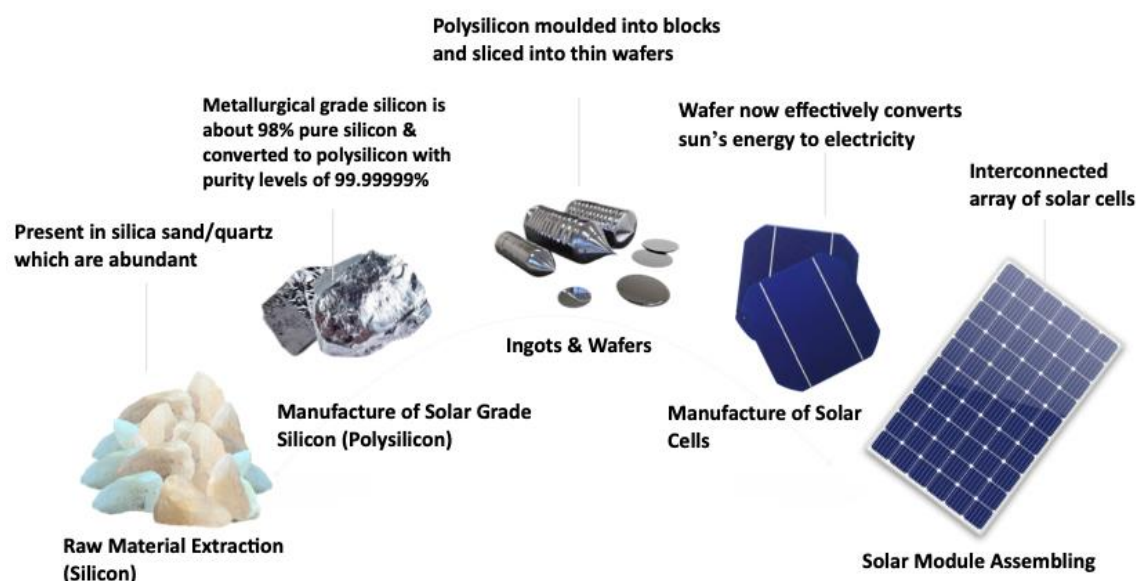 Polysilicon moulded into blocks
and sliced into thin wafers
Metallurgical grade silicon is
about 98% pure silicon &
converted to polysilicon with
purity levels of 99.99999%
Wafer now effectively converts
sun's energy to electricity
Interconnected
array of solar cells
Present in silica sand/quartz
which are abundant
Ingots & Wafers
Manufacture of Solar Grade
Silicon (Polysilicon)
Manufacture of Solar
Cells
Raw Material Extraction
(Silicon)
Solar Module Assembling